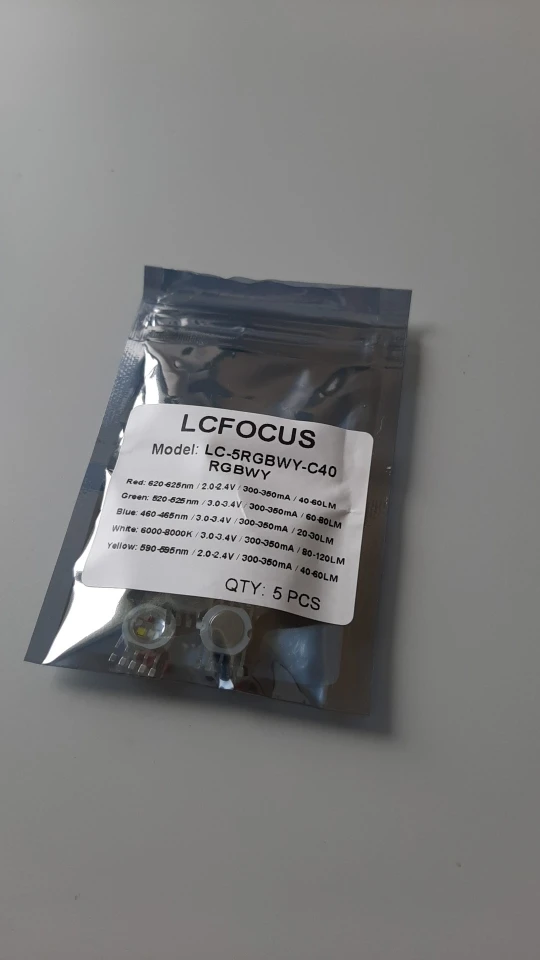 LCFOCUS
Model: LC-5RGBWY-C40
RGBWY
Red: 620-625nm / 2.0-2.4V / 300-350mA / 40-60LM
Green: 520-525nm / 3.0-3.4V / 300-350mA / 60-80LM
Blue: 460-465nm / 3.0-3.4V / 300-350mA / 20-30LM
White: 6000-8000K / 3.0-3.4V / 300-350mA / 80-120LM
Yellow: 590-595nm / 2.0-2.4V / 300-350mA / 40-60LM
QTY: 5 PCS